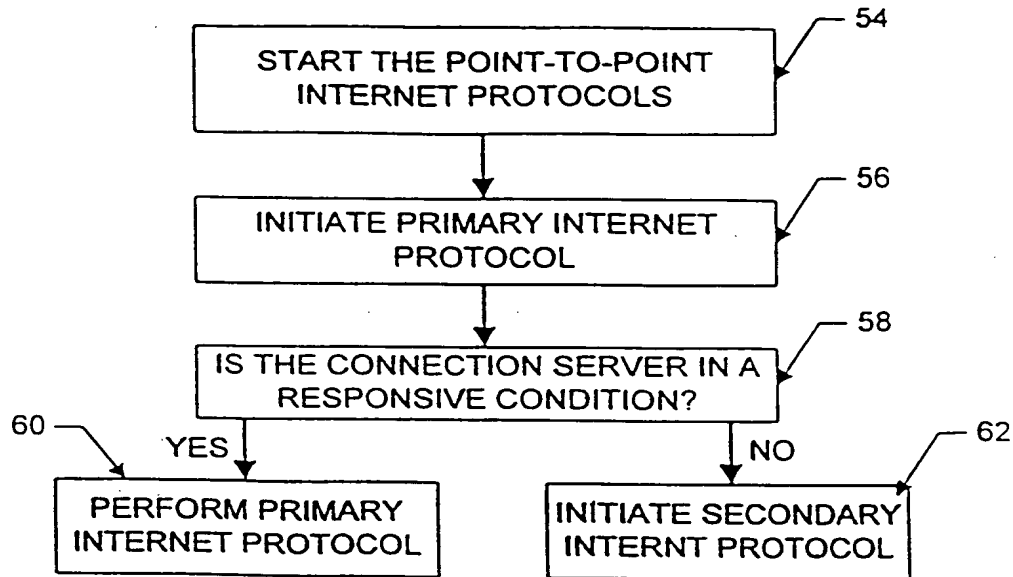 54
START THE POINT-TO-POINT
INTERNET PROTOCOLS
56
INITIATE PRIMARY INTERNET
PROTOCOL
58
IS THE CONNECTION SERVER IN A
RESPONSIVE CONDITION?
60
YES
NO
62
PERFORM PRIMARY
INTERNET PROTOCOL
INITIATE SECONDARY
INTERNT PROTOCOL